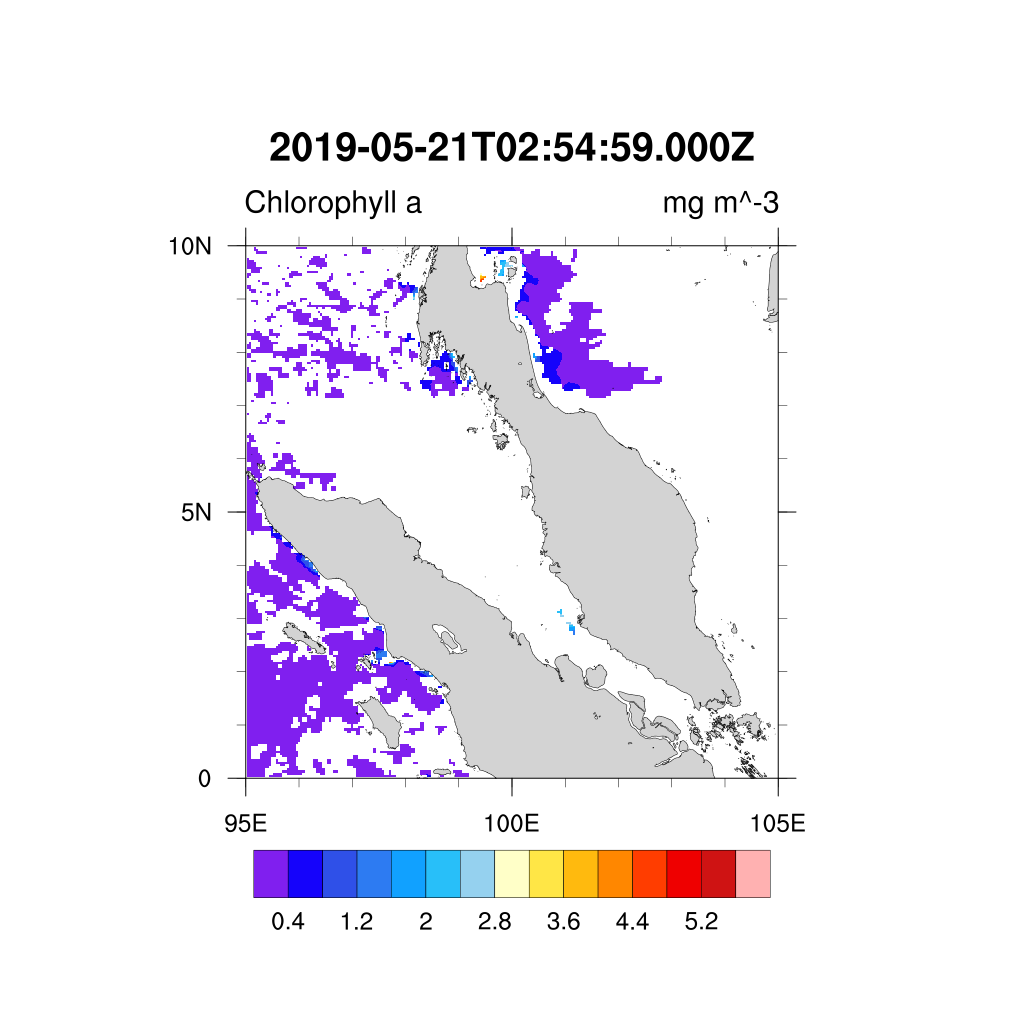 2019-05-21T02:54:59.000Z
Chlorophyll a mg m^-3
10N
5N
0
95E 100E 105E
0.4 1.2 2 2.8 3.6 4.4 5.2